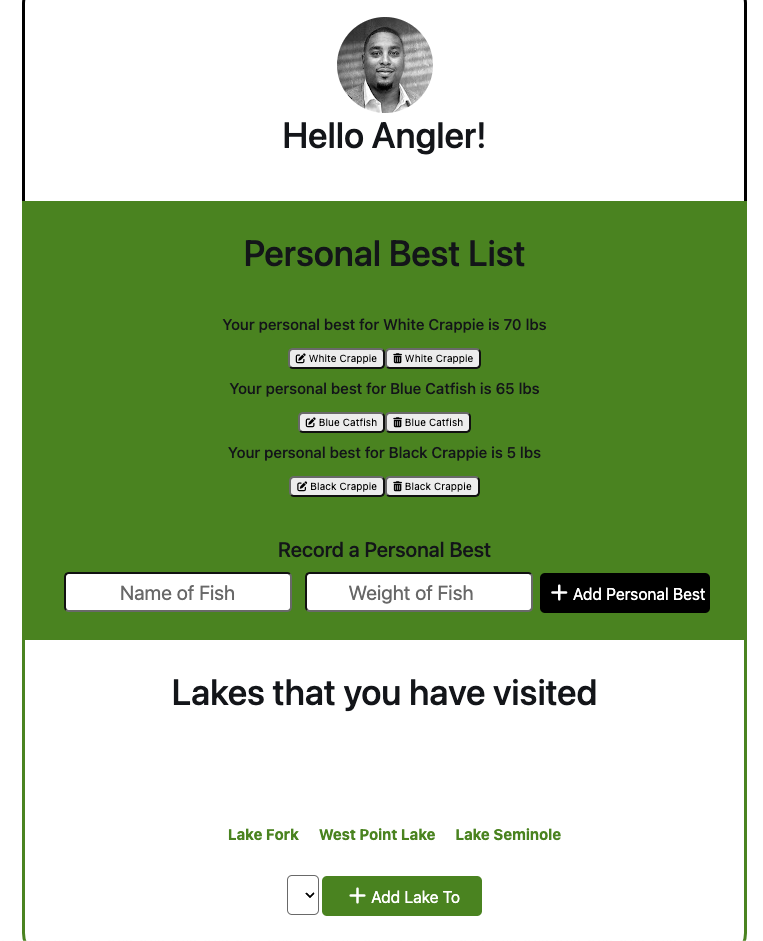 Hello Angler!
Personal Best List
Your personal best for White Crappie is 70 lbs
White Crappie White Crappie
Your personal best for Blue Catfish is 65 lbs
Blue Catfish Blue Catfish
Your personal best for Black Crappie is 5 lbs
Black Crappie Black Crappie
Record a Personal Best
Name of Fish Weight of Fish + Add Personal Best
Lakes that you have visited
Lake Fork West Point Lake Lake Seminole
+ Add Lake To